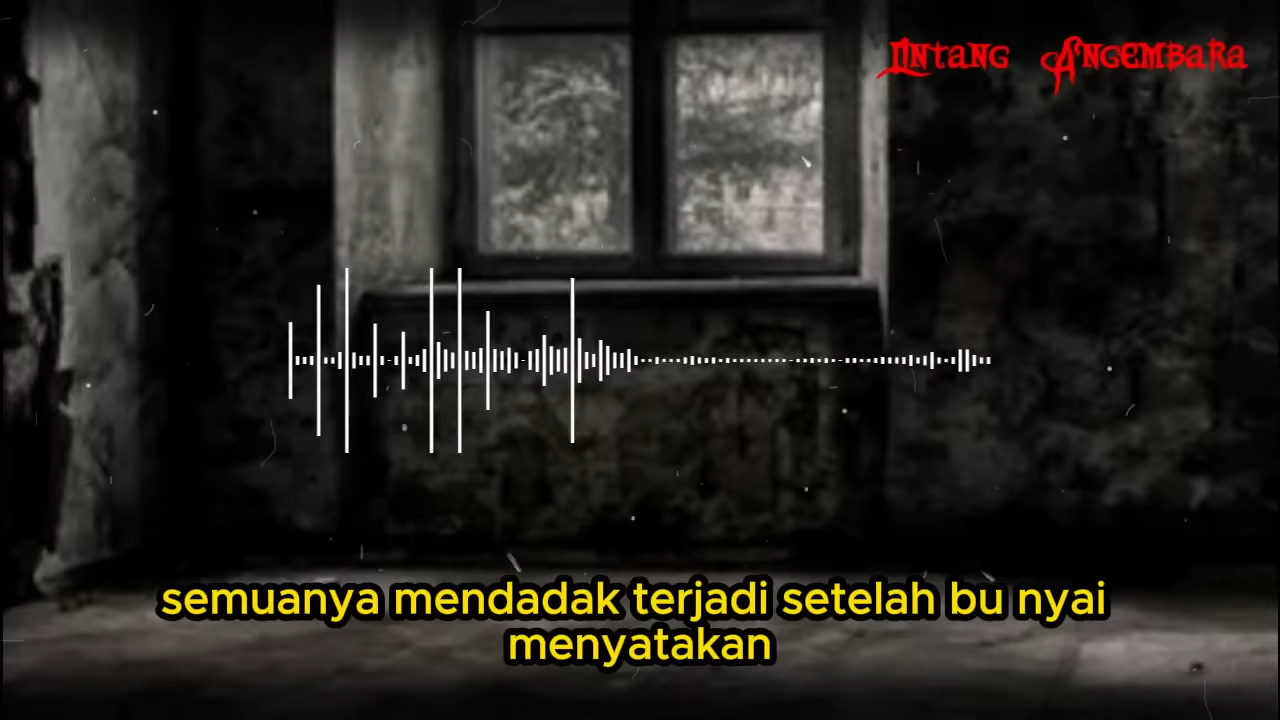 Lintang Angembara
semuanya mendadak terjadi setelah bu nyai
menyatakan